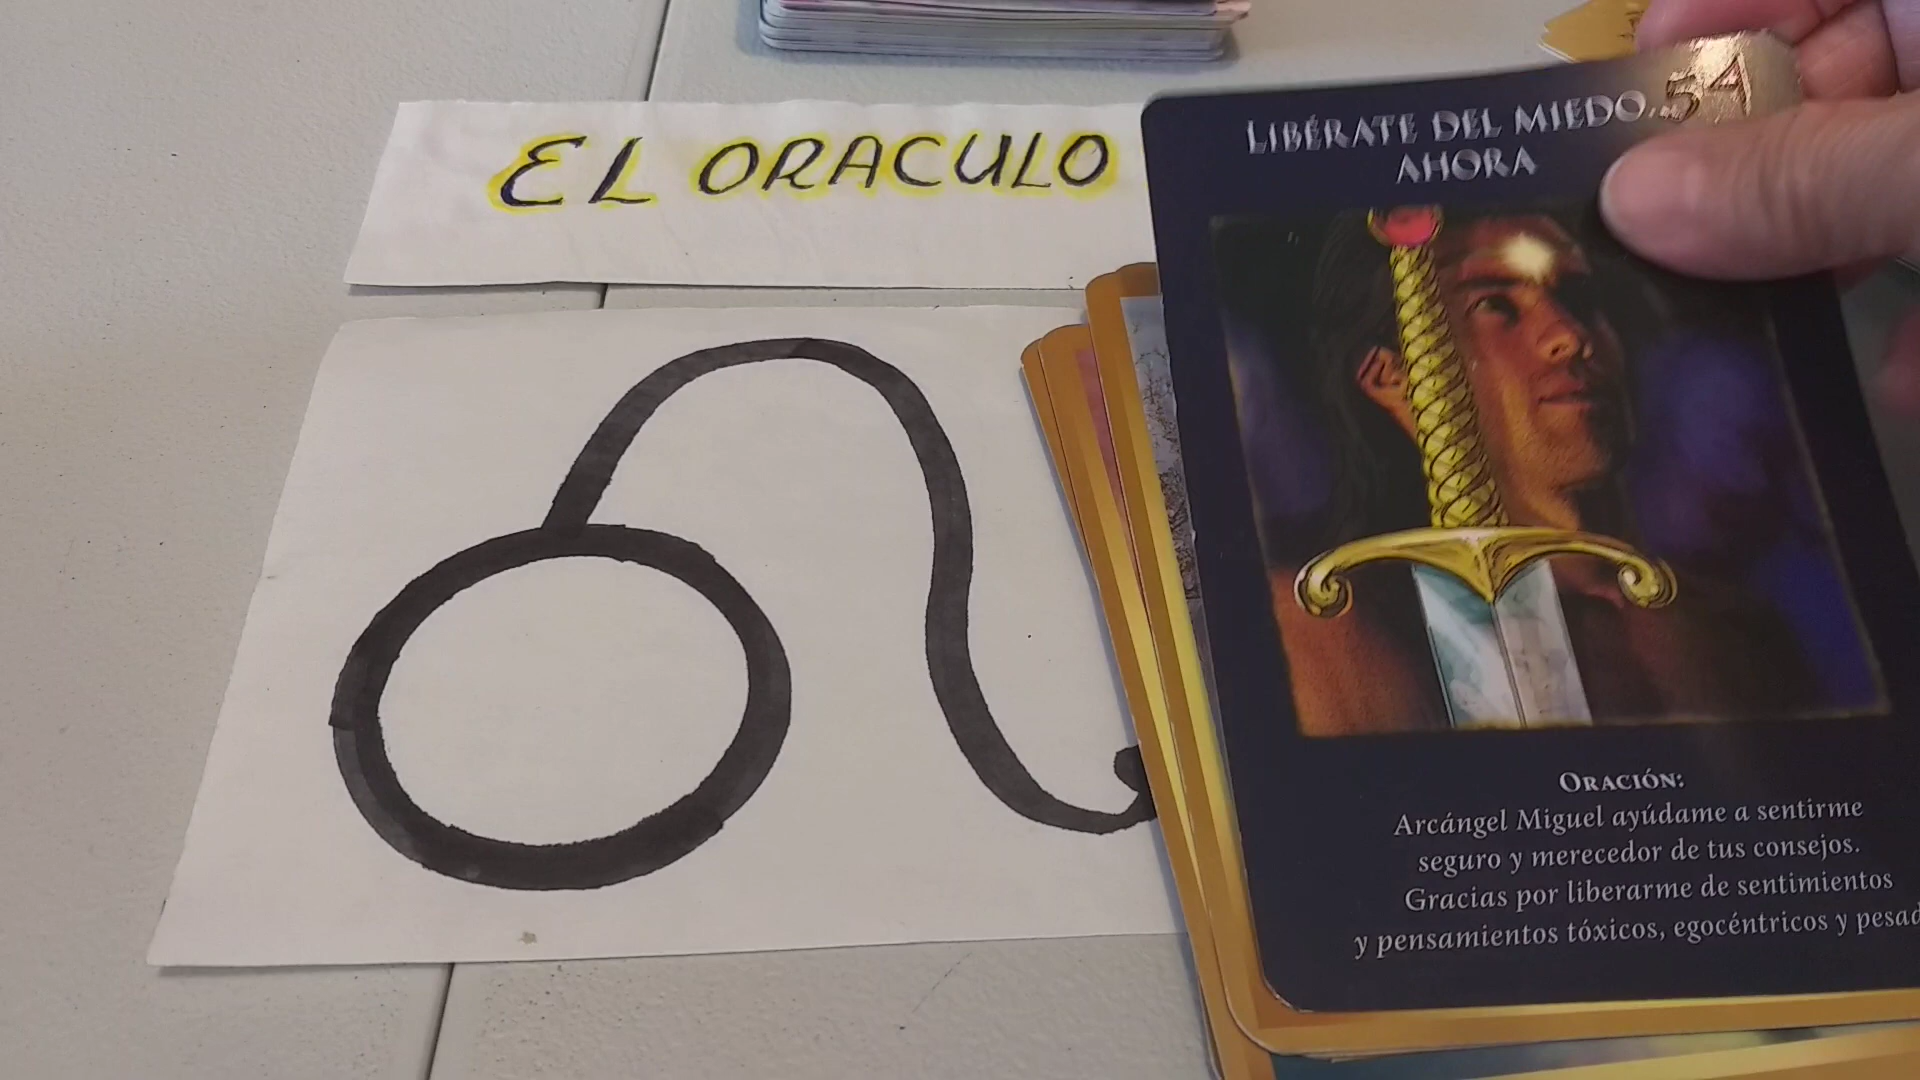 EL ORACULO
LIBÉRATE DEL MIEDO, 54
AHORA
ORACIÓN:
Arcángel Miguel ayúdame a sentirme
seguro y merecedor de tus consejos.
Gracias por liberarme de sentimientos
y pensamientos tóxicos, egocéntricos y